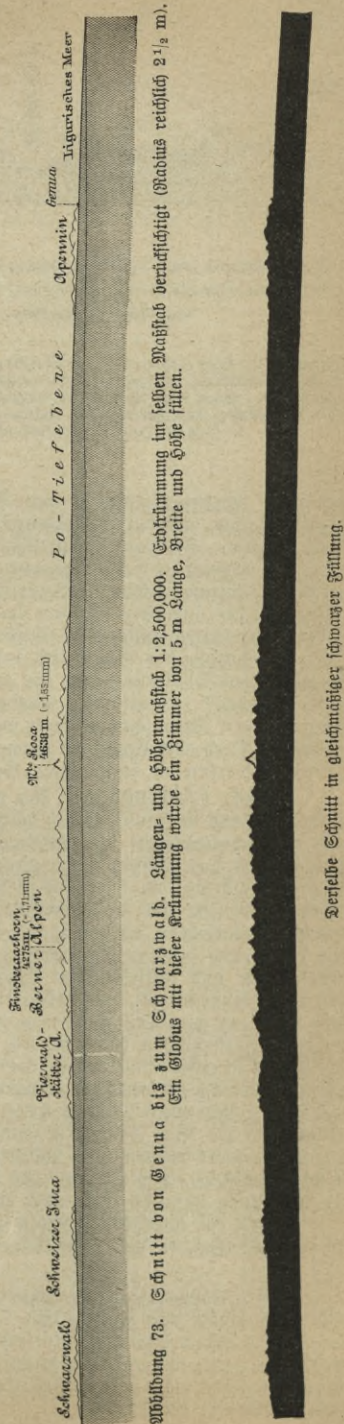 Schwarzwald
Schweizer Jura
Vierwald-
stätter A.
Finsteraarhorn
4275m (=1,71mm)
Berner Alpen
Mte Rosa
4638 m (=1,85mm)
Po - Tiefebene
Apennin
Genua
Ligurisches Meer
Abbildung 73. Schnitt von Genua bis zum Schwarzwald. Längen= und Höhenmaßstab 1:2,500,000. Erdkrümmung im selben Maßstab berücksichtigt (Radius reichlich 2 1/2 m).
Ein Globus mit dieser Krümmung würde ein Zimmer von 5 m Länge, Breite und Höhe füllen.
Derselbe Schnitt in gleichmäßiger schwarzer Füllung.